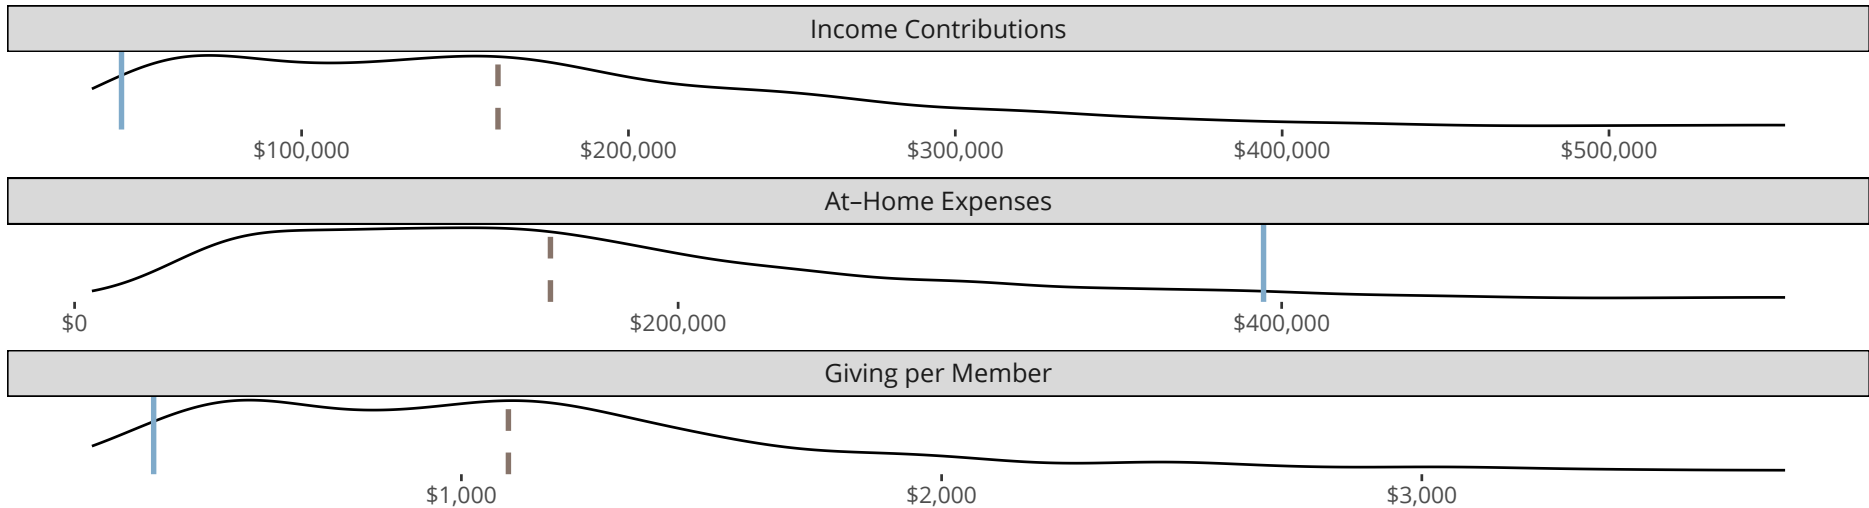 Income Contributions
$100,000 $200,000 $300,000 $400,000 $500,000
At–Home Expenses
$0 $200,000 $400,000
Giving per Member
$1,000 $2,000 $3,000